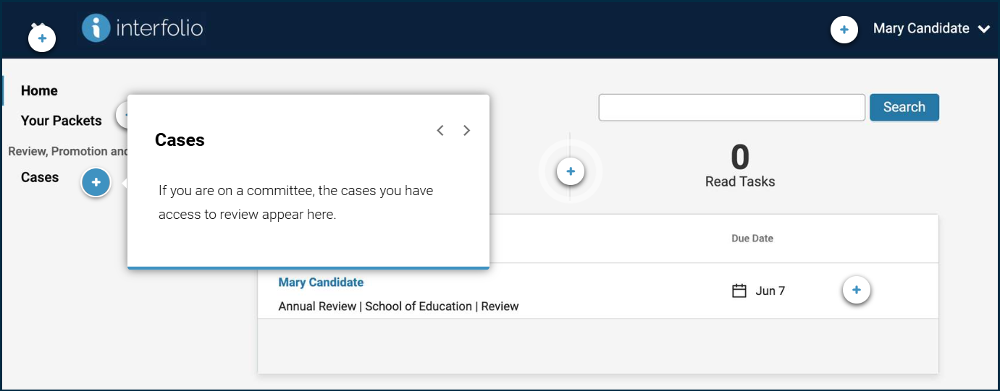 interfolio
Mary Candidate
Home
Your Packets
Review, Promotion and
Cases
Cases
If you are on a committee, the cases you have
access to review appear here.
Search
0
Read Tasks
Due Date
Mary Candidate
Jun 7
Annual Review | School of Education | Review